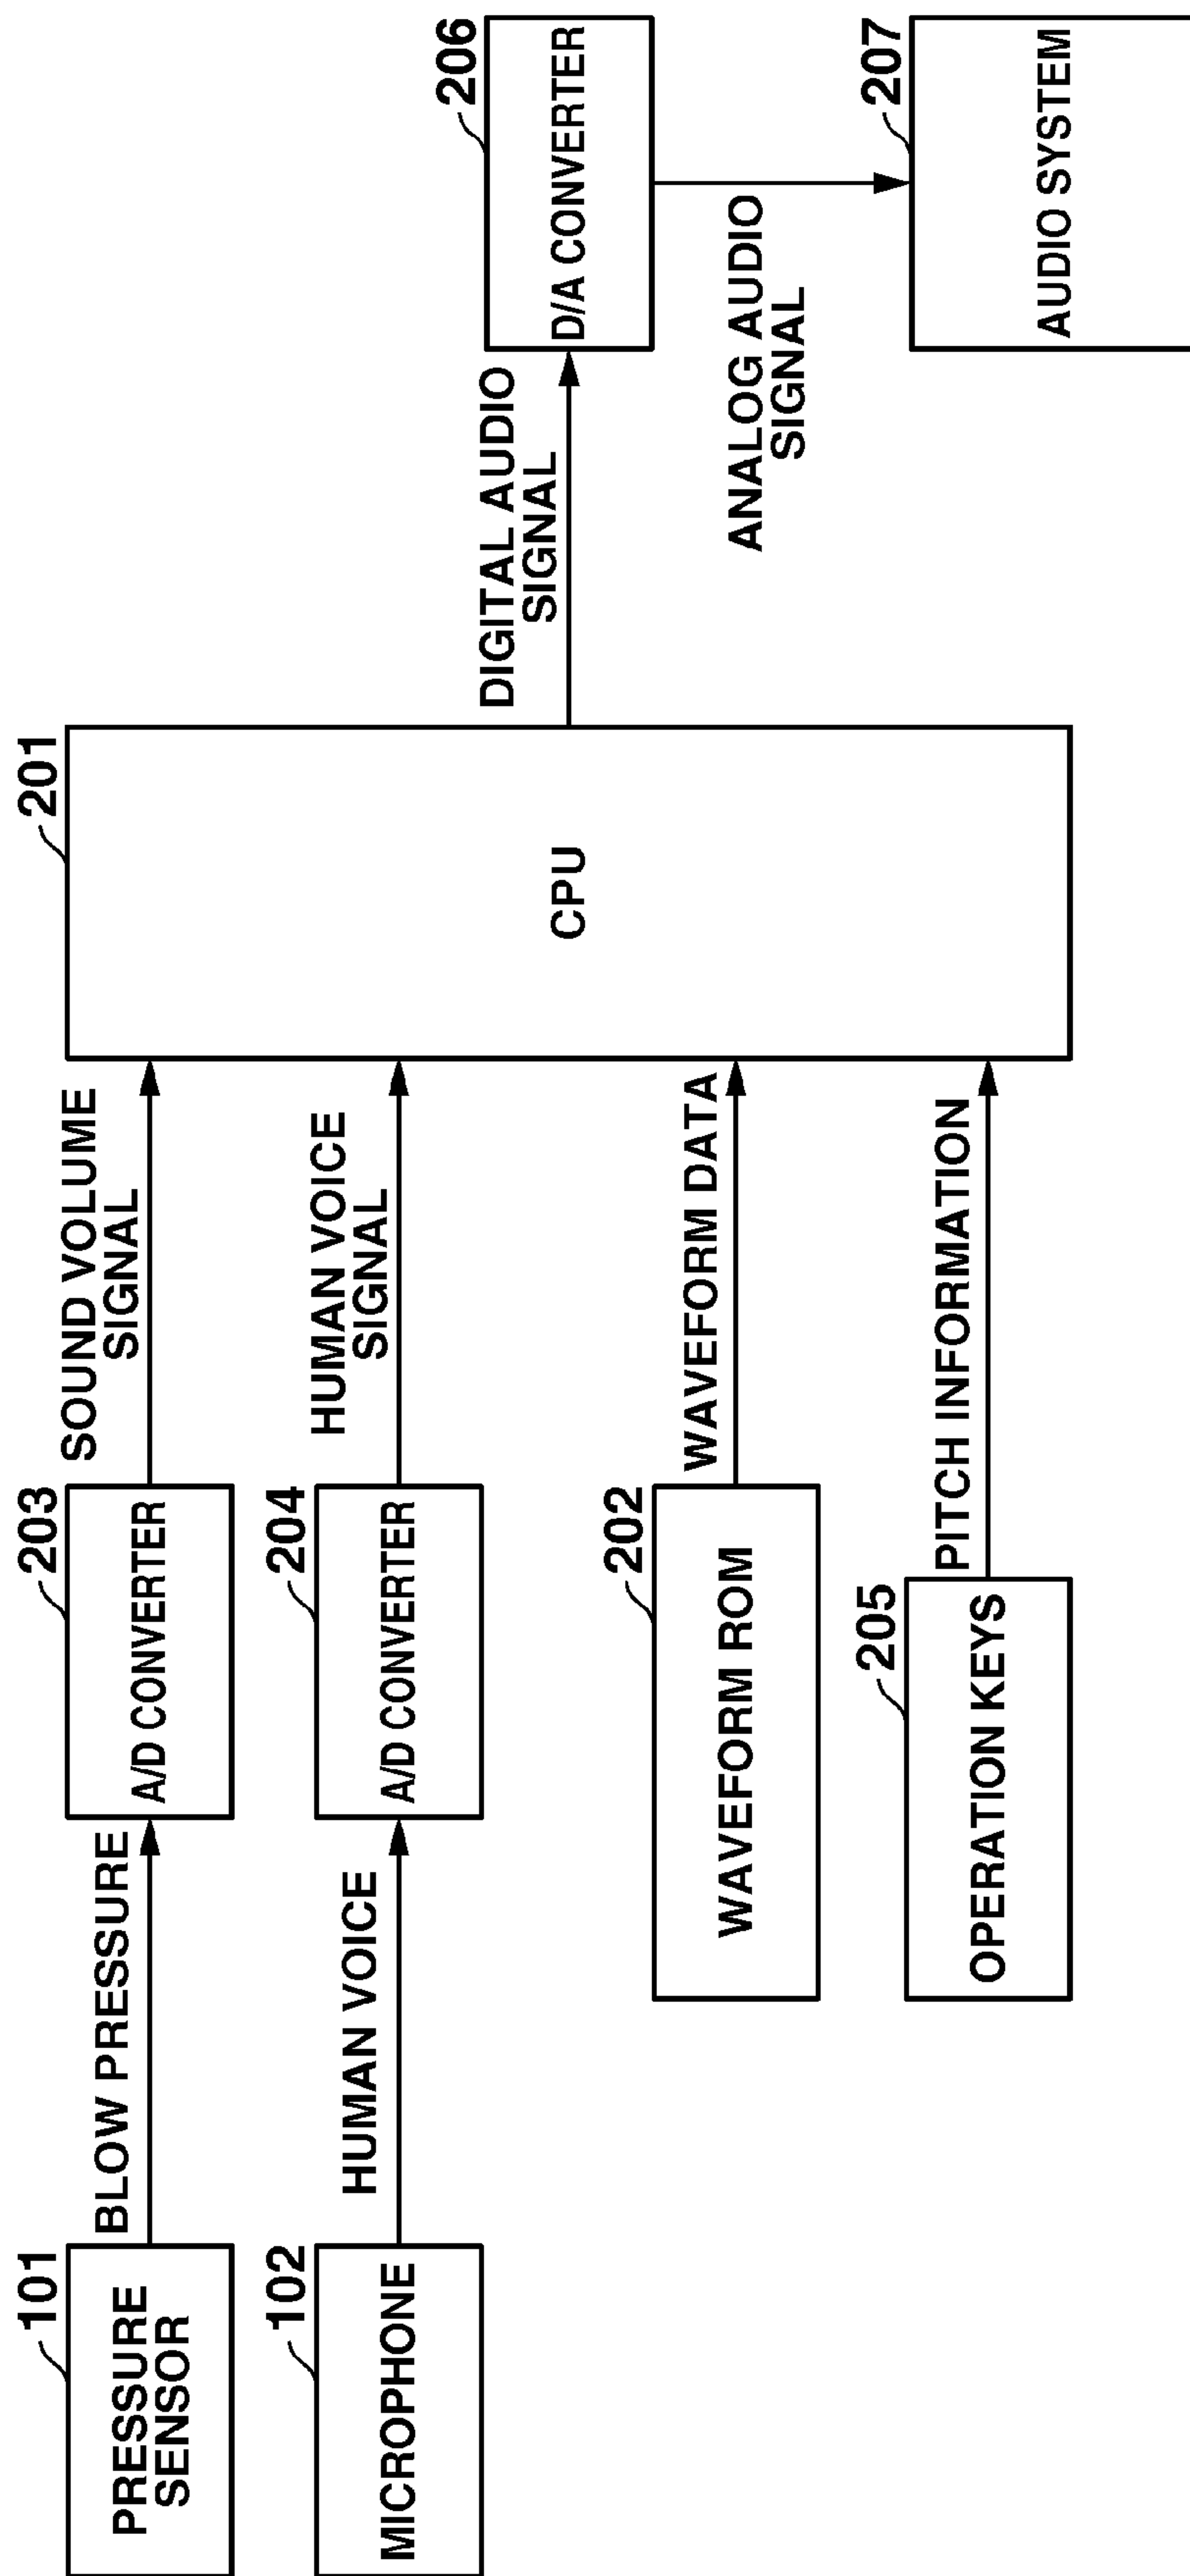 101
PRESSURE
SENSOR
BLOW PRESSURE
203
A/D CONVERTER
SOUND VOLUME
SIGNAL
102
MICROPHONE
HUMAN VOICE
204
A/D CONVERTER
HUMAN VOICE
SIGNAL
202
WAVEFORM ROM
WAVEFORM DATA
205
OPERATION KEYS
PITCH INFORMATION
201
CPU
DIGITAL AUDIO
SIGNAL
206
D/A CONVERTER
ANALOG AUDIO
SIGNAL
207
AUDIO SYSTEM